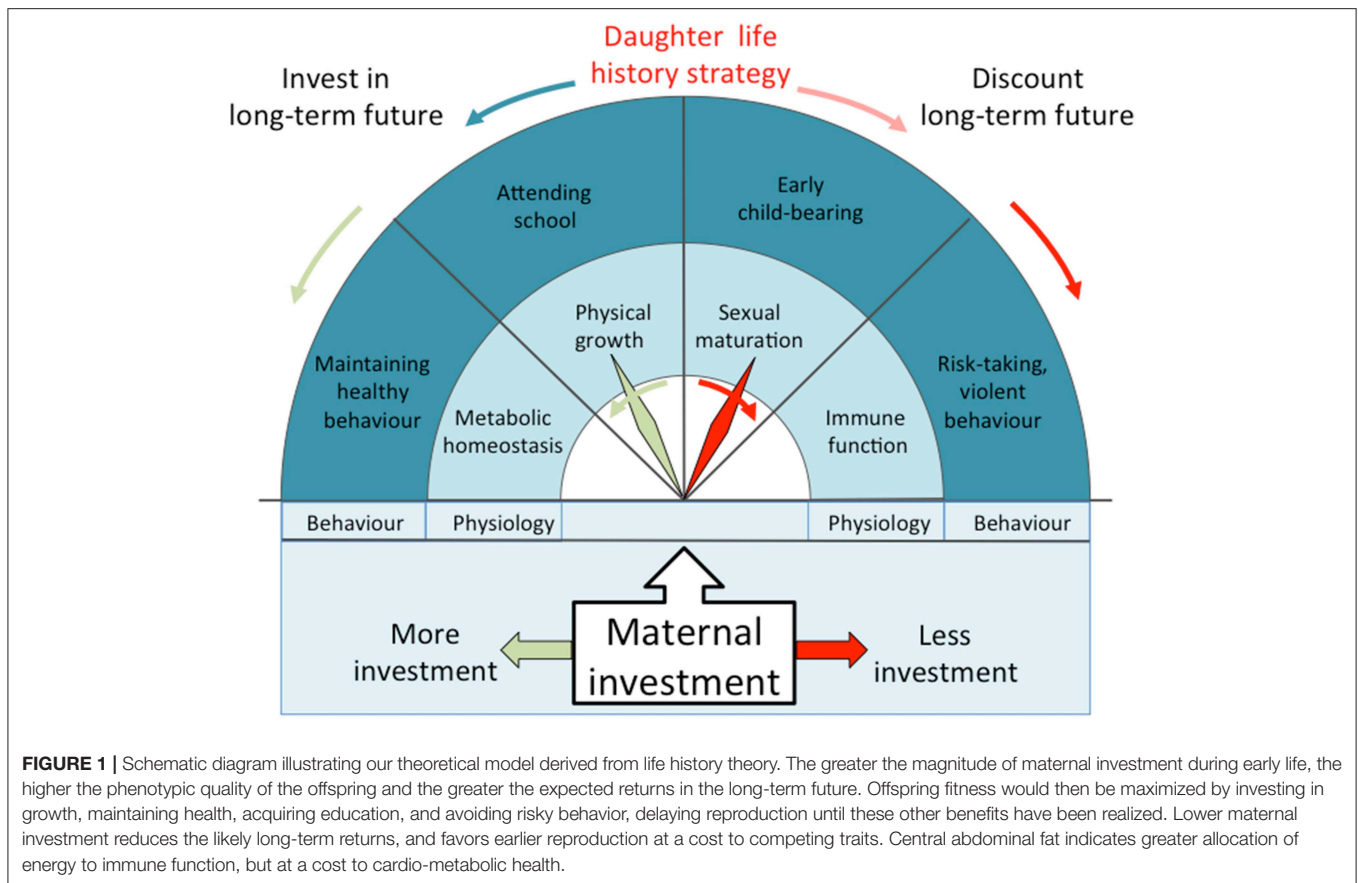 Daughter life
history strategy
Invest in
long-term future
Discount
long-term future
Attending
school
Early
child-bearing
Physical
growth
Sexual
maturation
Maintaining
healthy
behaviour
Metabolic
homeostasis
Immune
function
Risk-taking,
violent
behaviour
Behaviour
Physiology
Physiology
Behaviour
More
investment
Maternal
investment
Less
investment
FIGURE 1 | Schematic diagram illustrating our theoretical model derived from life history theory. The greater the magnitude of maternal investment during early life, the
higher the phenotypic quality of the offspring and the greater the expected returns in the long-term future. Offspring fitness would then be maximized by investing in
growth, maintaining health, acquiring education, and avoiding risky behavior, delaying reproduction until these other benefits have been realized. Lower maternal
investment reduces the likely long-term returns, and favors earlier reproduction at a cost to competing traits. Central abdominal fat indicates greater allocation of
energy to immune function, but at a cost to cardio-metabolic health.